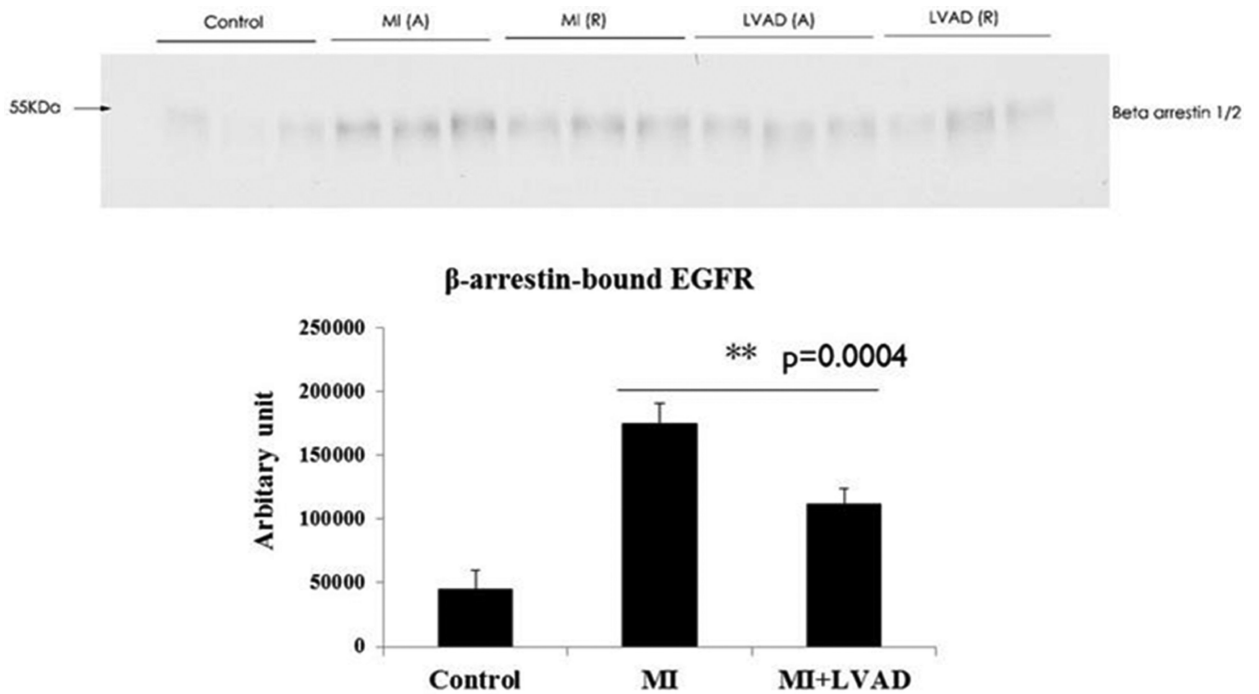 Control MI (A) MI (R) LVAD (A) LVAD (R)
55KDa
Beta arrestin 1/2
β-arrestin-bound EGFR
250000
200000
150000
100000
50000
0
Arbitary unit
** p=0.0004
Control MI MI+LVAD